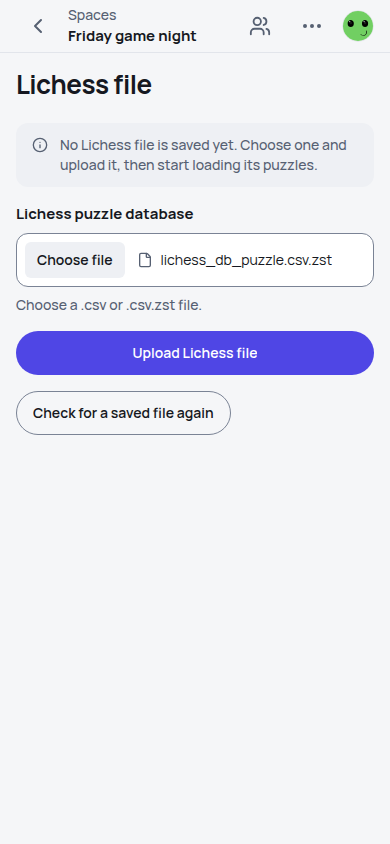 Spaces
Friday game night
Lichess file
No Lichess file is saved yet. Choose one and
upload it, then start loading its puzzles.
Lichess puzzle database
Choose file
lichess_db_puzzle.csv.zst
Choose a .csv or .csv.zst file.
Upload Lichess file
Check for a saved file again